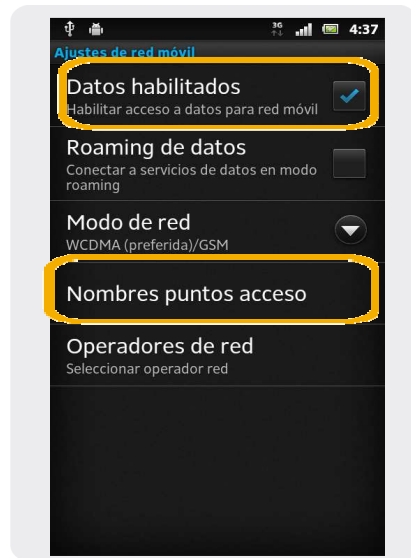 3G 4:37
Ajustes de red móvil
Datos habilitados
Habilitar acceso a datos para red móvil
Roaming de datos
Conectar a servicios de datos en modo
roaming
Modo de red
WCDMA (preferida)/GSM
Nombres puntos acceso
Operadores de red
Seleccionar operador red